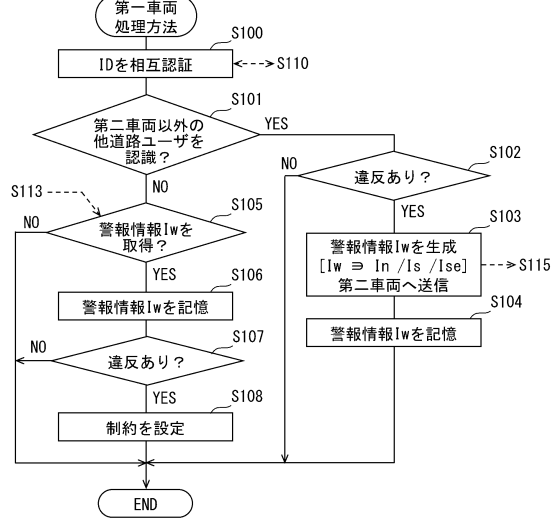 第一車両
処理方法
S100
IDを相互認証
S110
S101
第二車両以外の
他道路ユーザを
認識？
YES
NO
S102
違反あり？
NO
YES
S113
S105
警報情報Iwを
取得？
NO
YES
S103
警報情報Iwを生成
[Iw ∋ In /Is /Ise]
第二車両へ送信
S115
S106
警報情報Iwを記憶
S104
警報情報Iwを記憶
S107
違反あり？
NO
YES
S108
制約を設定
END